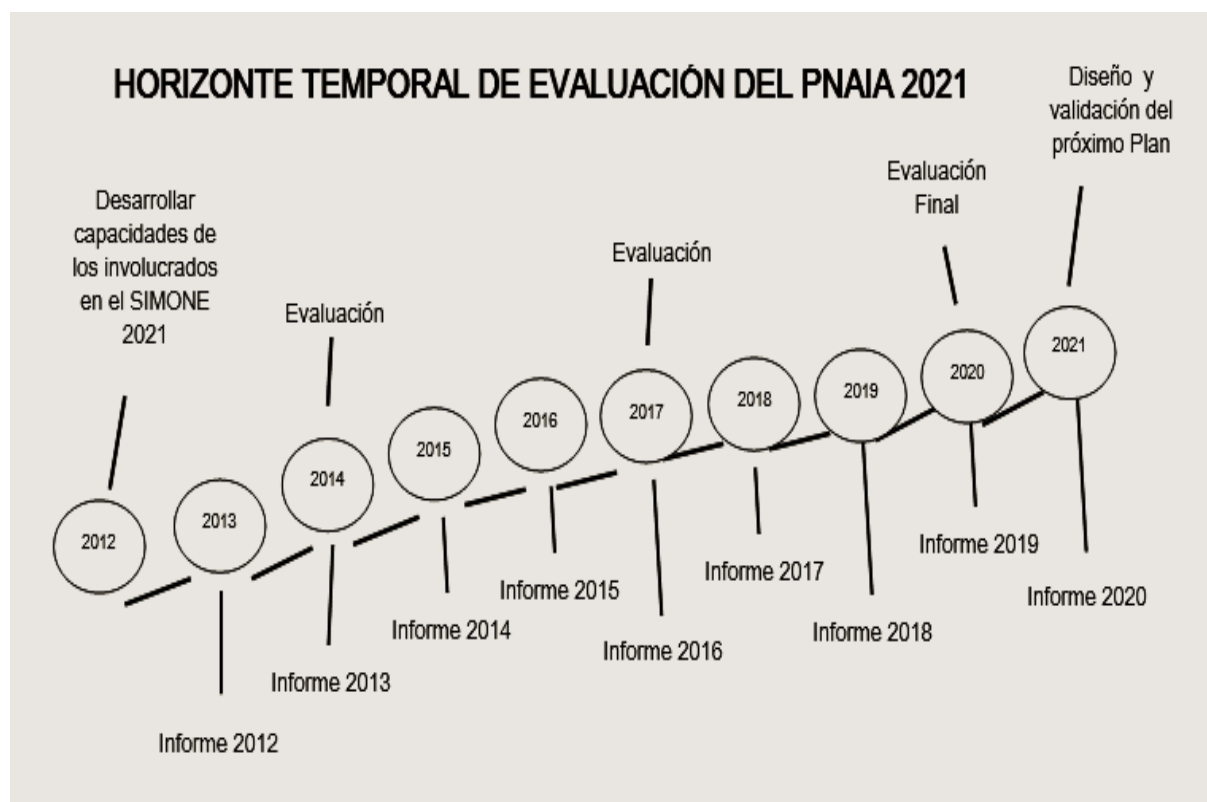 HORIZONTE TEMPORAL DE EVALUACIÓN DEL PNAIA 2021
Diseño y
validación del
próximo Plan
Evaluación
Final
Desarrollar
capacidades de
los involucrados
en el SIMONE
2021
Evaluación
Evaluación
2012
2013
2014
2015
2016
2017
2018
2019
2020
2021
Informe 2012
Informe 2013
Informe 2014
Informe 2015
Informe 2016
Informe 2017
Informe 2018
Informe 2019
Informe 2020